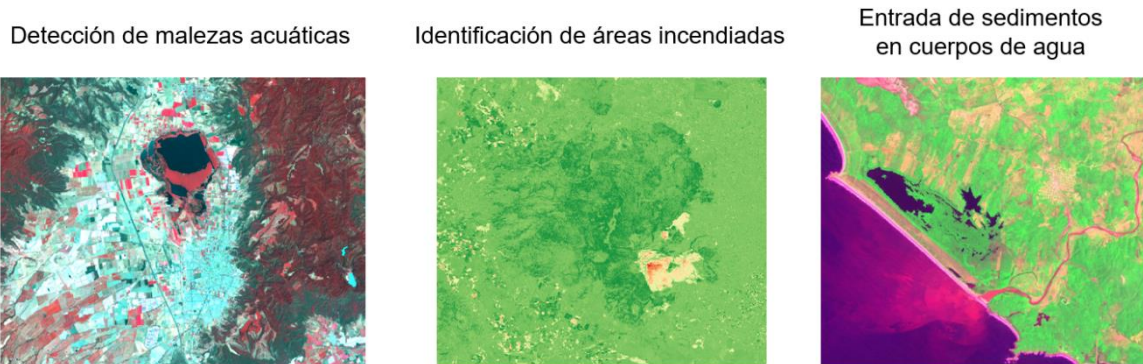 Detección de malezas acuáticas
Identificación de áreas incendiadas
Entrada de sedimentos
en cuerpos de agua